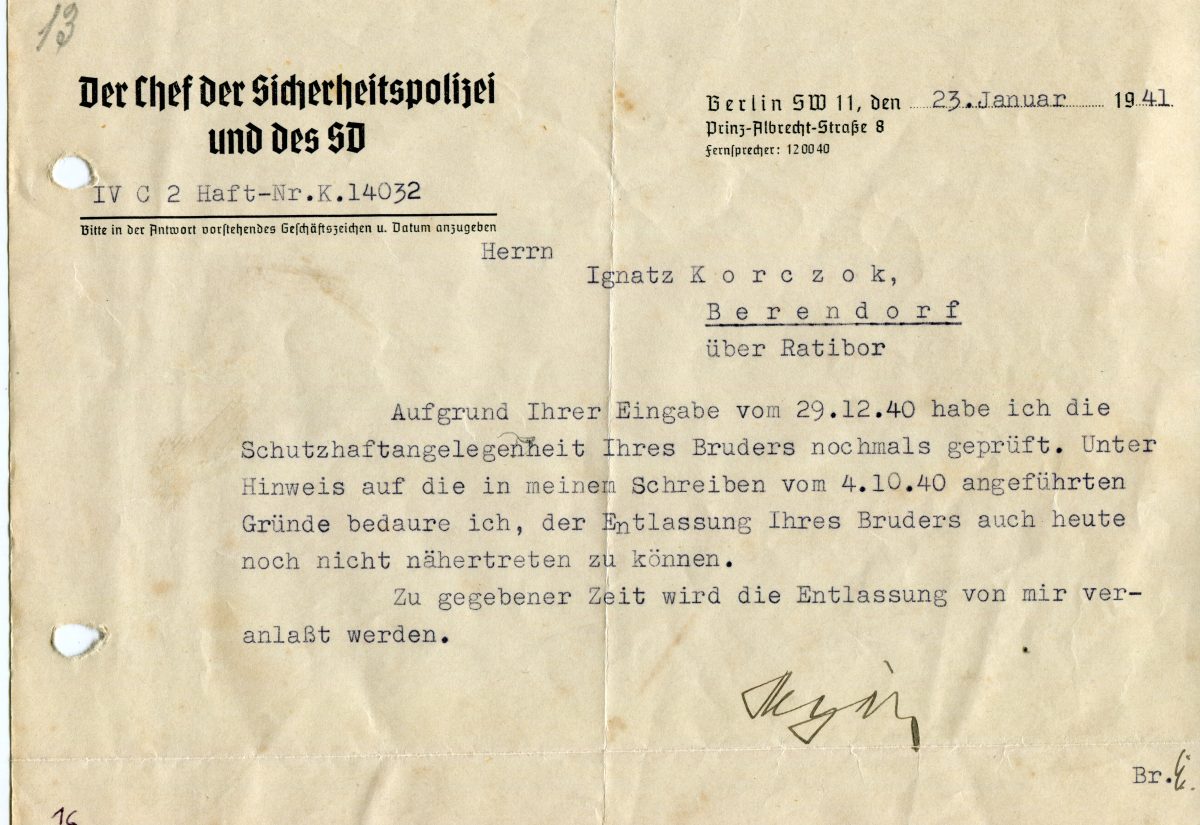 13
Der Chef der Sicherheitspolizei
und des SD
IV C 2 Haft-Nr.K.14032
Bitte in der Antwort vorstehendes Geschäftszeichen u. Datum anzugeben
Berlin SW 11, den 23.Januar 1941
Prinz-Albrecht-Straße 8
Fernsprecher: 12 00 40
Herrn
Ignatz K o r c z o k,
B e r e n d o r f
über Ratibor
Aufgrund Ihrer Eingabe vom 29.12.40 habe ich die
Schutzhaftangelegenheit Ihres Bruders nochmals geprüft. Unter
Hinweis auf die in meinem Schreiben vom 4.10.40 angeführten
Gründe bedaure ich, der Entlassung Ihres Bruders auch heute
noch nicht nähertreten zu können.
Zu gegebener Zeit wird die Entlassung von mir ver-
anlaßt werden.
Br.
16